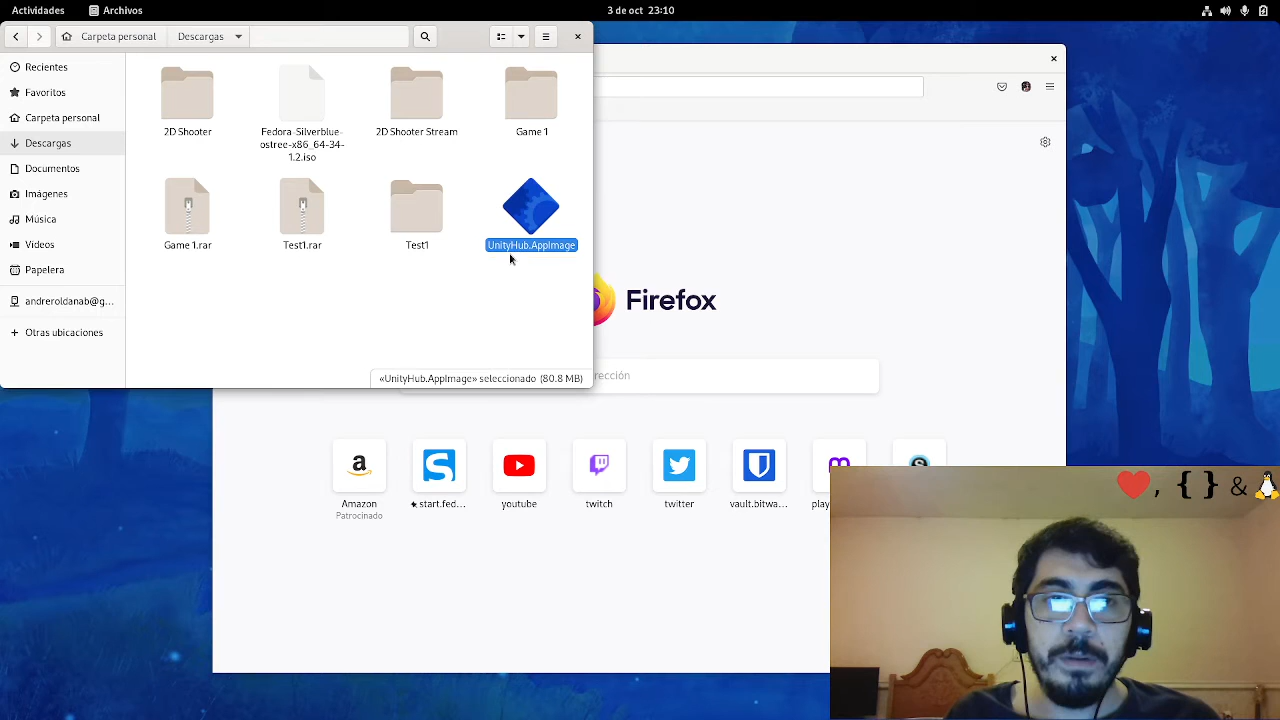 Actividades
Archivos
3 de oct 23:10
Carpeta personal
Descargas
Recientes
Favoritos
Carpeta personal
Descargas
Documentos
Imágenes
Música
Vídeos
Papelera
andreroldanab@g...
Otras ubicaciones
2D Shooter
Fedora-Silverblue-
ostree-x86_64-34-
1.2.iso
2D Shooter Stream
Game 1
Game 1.rar
Test1.rar
Test1
UnityHub.AppImage
«UnityHub.AppImage» seleccionado (80.8 MB)
Firefox
rección
Amazon
Patrocinado
start.fed...
youtube
twitch
twitter
vault.bitwa...
play
, { } &